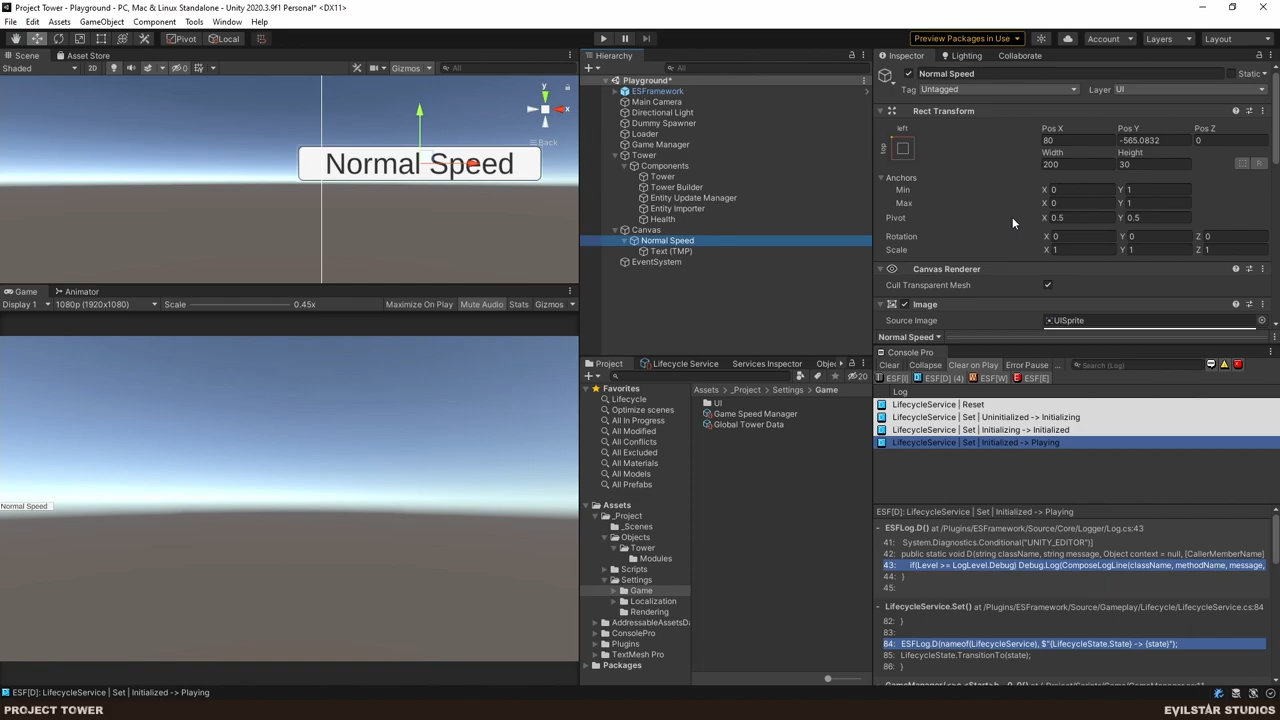 Project Tower - Playground - PC, Mac & Linux Standalone - Unity 2020.3.9f1 Personal* <DX11>
File Edit Assets GameObject Component Tools Window Help
Pivot Local
Preview Packages in Use
Account Layers Layout
Scene Asset Store
Shaded 2D 0 Gizmos All
y
x
Back
Normal Speed
Game Animator
Display 1 1080p (1920x1080) Scale 0.45x Maximize On Play Mute Audio Stats Gizmos
Normal Speed
Hierarchy
All
Playground*
ESFramework
Main Camera
Directional Light
Dummy Spawner
Loader
Game Manager
Tower
Components
Tower
Tower Builder
Entity Update Manager
Entity Importer
Health
Canvas
Normal Speed
Text (TMP)
EventSystem
Project Lifecycle Service Services Inspector Objec
20
Favorites
Lifecycle
Optimize scenes
All In Progress
All Modified
All Conflicts
All Excluded
All Materials
All Models
All Prefabs
Assets
_Project
_Scenes
Objects
Tower
Modules
Scripts
Settings
Game
Localization
Rendering
AddressableAssetsDa
ConsolePro
Plugins
TextMesh Pro
Packages
Assets _Project Settings Game
UI
Game Speed Manager
Global Tower Data
Inspector Lighting Collaborate
Normal Speed Static
Tag Untagged Layer UI
Rect Transform
left
top
Pos X Pos Y Pos Z
80 -565.0832 0
Width Height
200 30
R
Anchors
Min X 0 Y 1
Max X 0 Y 1
Pivot X 0.5 Y 0.5
Rotation X 0 Y 0 Z 0
Scale X 1 Y 1 Z 1
Canvas Renderer
Cull Transparent Mesh
Image
Source Image UISprite
Normal Speed
Console Pro
Clear Collapse Clear on Play Error Pause ... Search (Log)
ESF[I] ESF[D] (4) ESF[W] ESF[E]
Log
LifecycleService | Reset
LifecycleService | Set | Uninitialized -> Initializing
LifecycleService | Set | Initializing -> Initialized
LifecycleService | Set | Initialized -> Playing
ESF[D]: LifecycleService | Set | Initialized -> Playing
ESFLog.D() at /Plugins/ESFramework/Source/Core/Logger/Log.cs:43
41: System.Diagnostics.Conditional("UNITY_EDITOR")]
42: public static void D(string className, string message, Object context = null, [CallerMemberName]
43: if(Level >= LogLevel.Debug) Debug.Log(ComposeLogLine(className, methodName, message,
44: }
45:
LifecycleService.Set() at /Plugins/ESFramework/Source/Gameplay/Lifecycle/LifecycleService.cs:84
82: }
83:
84: ESFLog.D(nameof(LifecycleService), $"{LifecycleState.State} -> {state}");
85: LifecycleState.TransitionTo(state);
86: }
ESF[D]: LifecycleService | Set | Initialized -> Playing
PROJECT TOWER
EVILSTAR STUDIOS